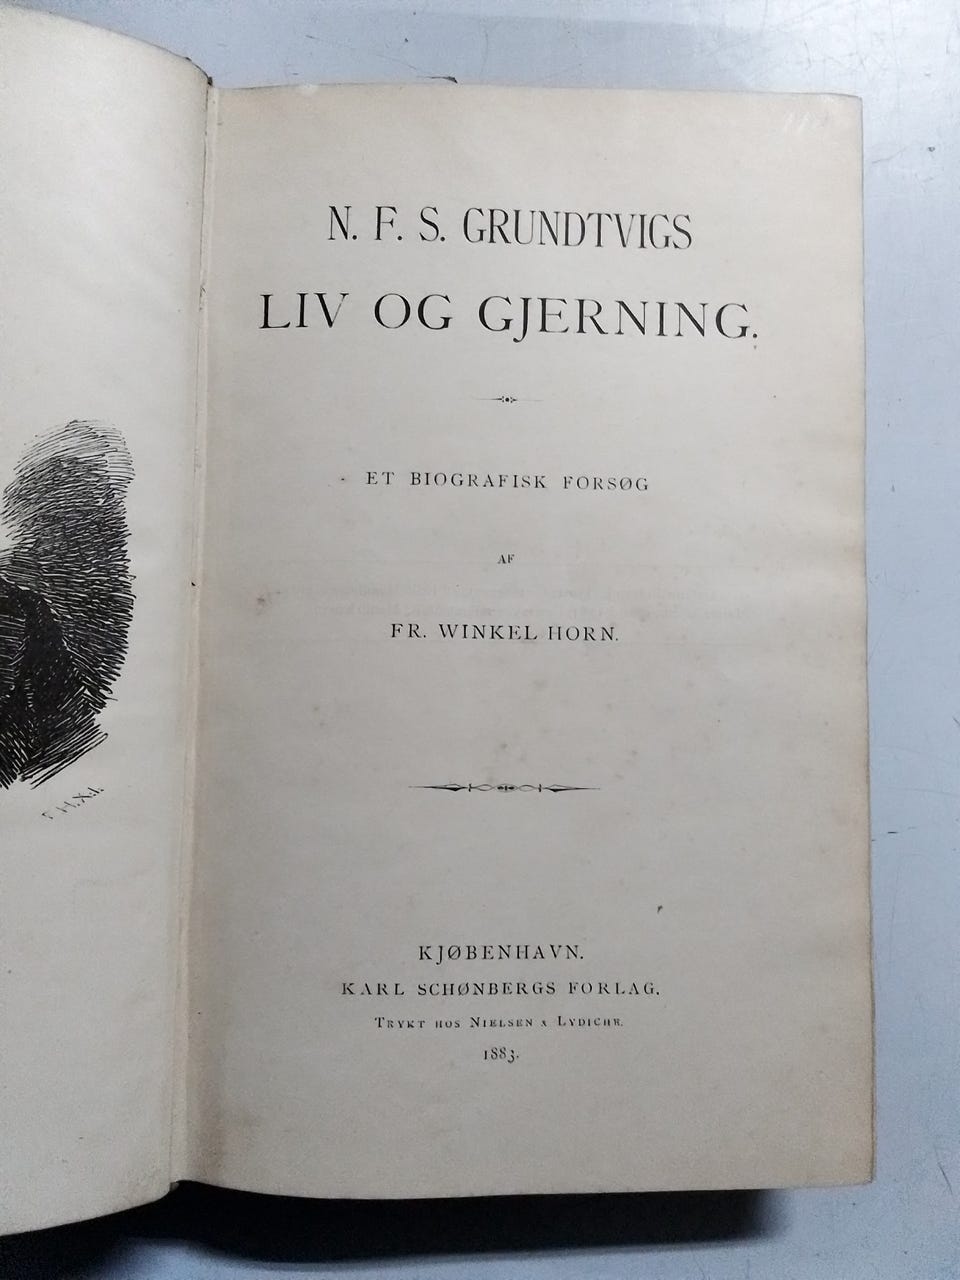 N. F. S. GRUNDTVIGS
LIV OG GJERNING.
ET BIOGRAFISK FORSØG
AF
FR. WINKEL HORN.
KJØBENHAVN.
KARL SCHØNBERGS FORLAG.
TRYKT HOS NIELSEN & LYDICHE.
1883.